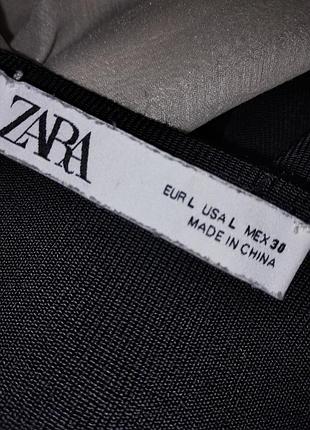 ZARA
EUR L USA L MEX 30
MADE IN CHINA